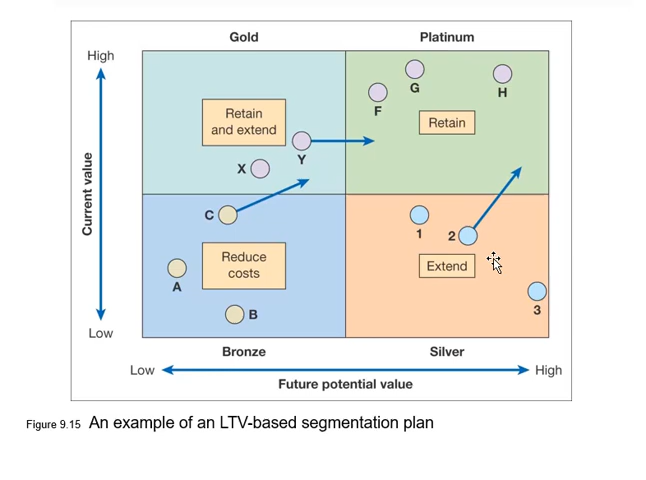 Gold
Platinum
High
G
H
F
Retain
and extend
Retain
Y
X
Current value
C
1
2
Reduce
costs
Extend
A
B
3
Low
Bronze
Silver
Low
High
Future potential value
Figure 9.15 An example of an LTV-based segmentation plan